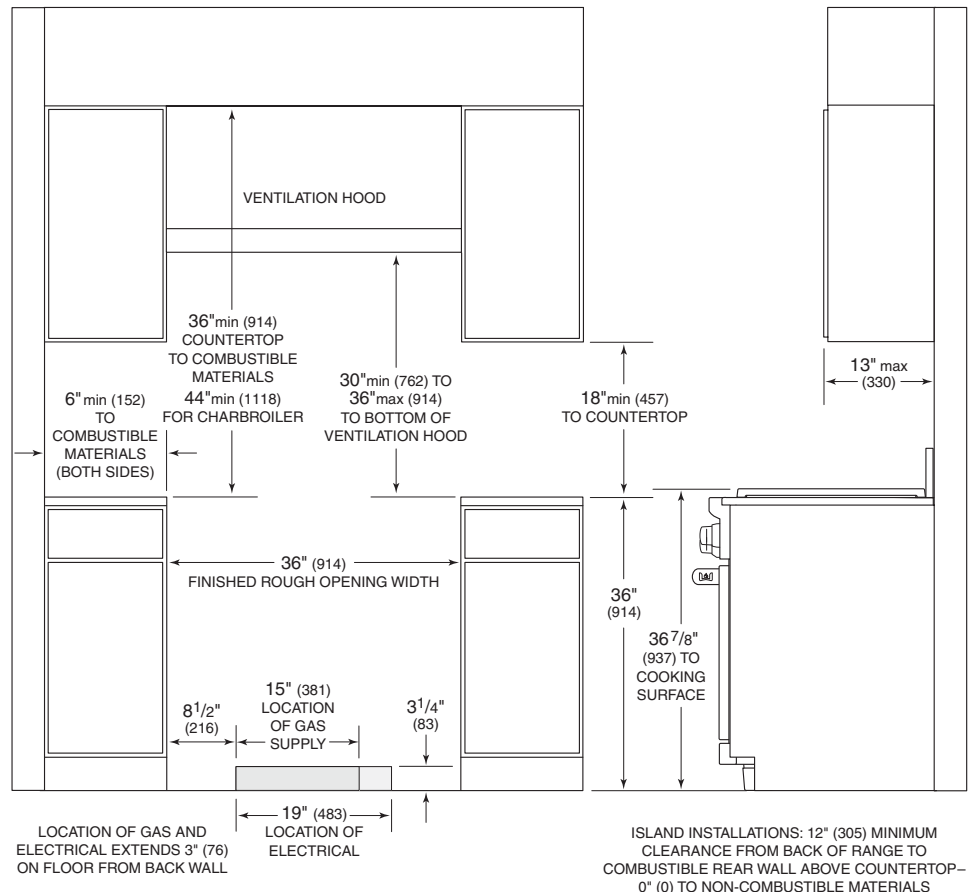 VENTILATION HOOD
36"min (914)
COUNTERTOP
TO COMBUSTIBLE
MATERIALS
44"min (1118)
FOR CHARBROILER
30"min (762) TO
36"max (914)
TO BOTTOM OF
VENTILATION HOOD
6"min (152)
TO
COMBUSTIBLE
MATERIALS
(BOTH SIDES)
18"min (457)
TO COUNTERTOP
13" max
(330)
36" (914)
FINISHED ROUGH OPENING WIDTH
36"
(914)
36 7/8"
(937) TO
COOKING
SURFACE
8 1/2"
(216)
15" (381)
LOCATION
OF GAS
SUPPLY
3 1/4"
(83)
19" (483)
LOCATION OF
ELECTRICAL
LOCATION OF GAS AND
ELECTRICAL EXTENDS 3" (76)
ON FLOOR FROM BACK WALL
ISLAND INSTALLATIONS: 12" (305) MINIMUM
CLEARANCE FROM BACK OF RANGE TO
COMBUSTIBLE REAR WALL ABOVE COUNTERTOP–
0" (0) TO NON-COMBUSTIBLE MATERIALS